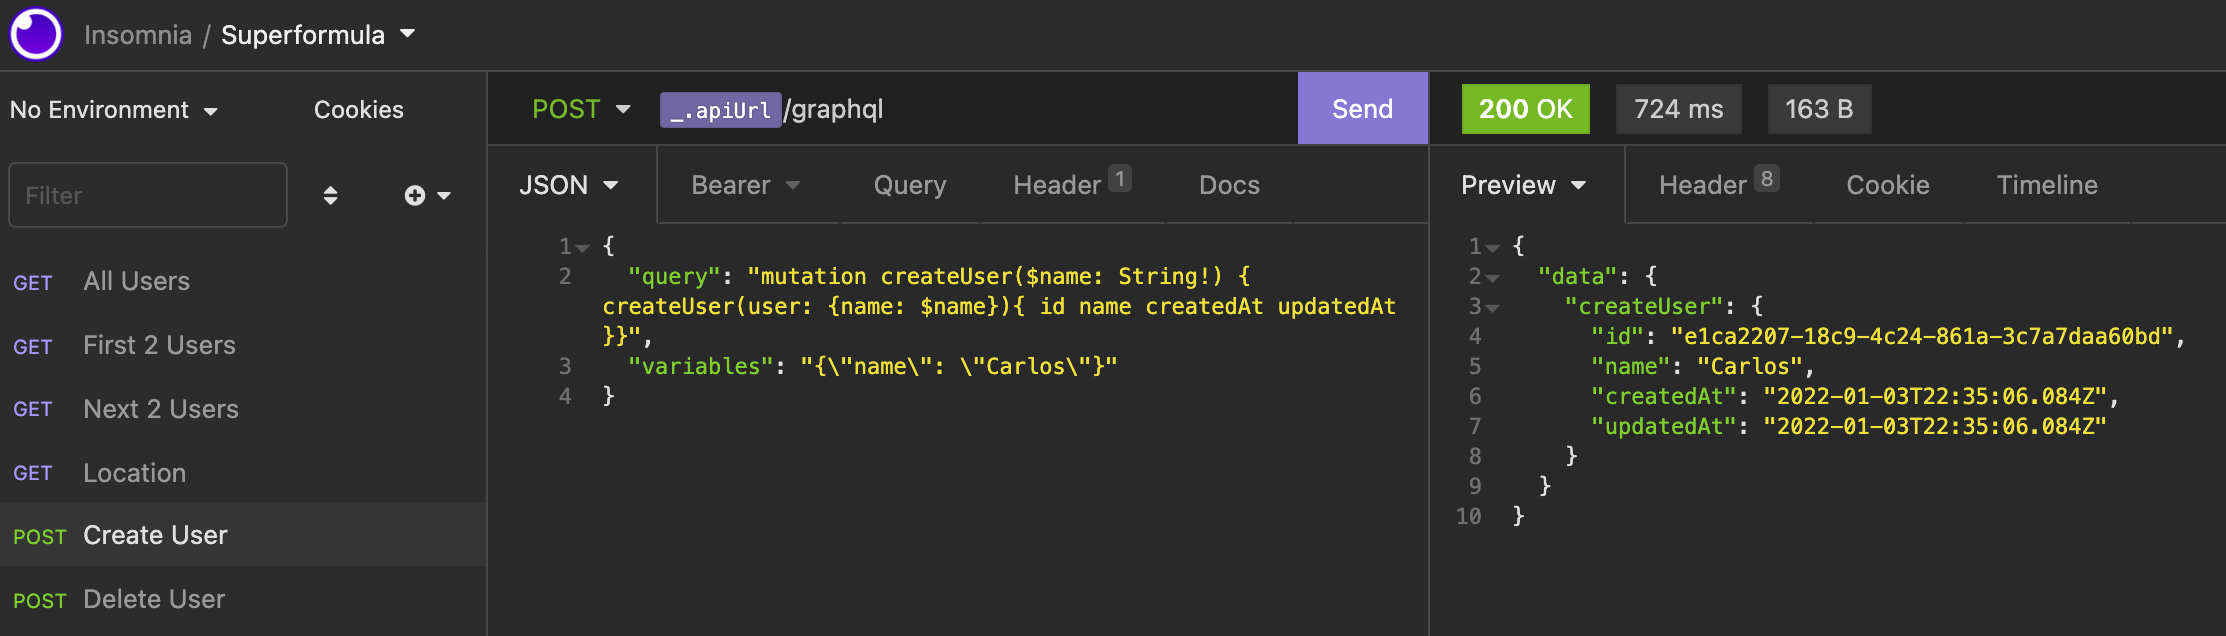 Insomnia / Superformula
No Environment
Cookies
Filter
GET All Users
GET First 2 Users
GET Next 2 Users
GET Location
POST Create User
POST Delete User
POST _.apiUrl/graphql
Send
JSON
Bearer
Query
Header 1
Docs
1 {
2 "query": "mutation createUser($name: String!) {
createUser(user: {name: $name}){ id name createdAt updatedAt
}}",
3 "variables": "{\"name\": \"Carlos\"}"
4 }
200 OK
724 ms
163 B
Preview
Header 8
Cookie
Timeline
1 {
2 "data": {
3 "createUser": {
4 "id": "e1ca2207-18c9-4c24-861a-3c7a7daa60bd",
5 "name": "Carlos",
6 "createdAt": "2022-01-03T22:35:06.084Z",
7 "updatedAt": "2022-01-03T22:35:06.084Z"
8 }
9 }
10 }